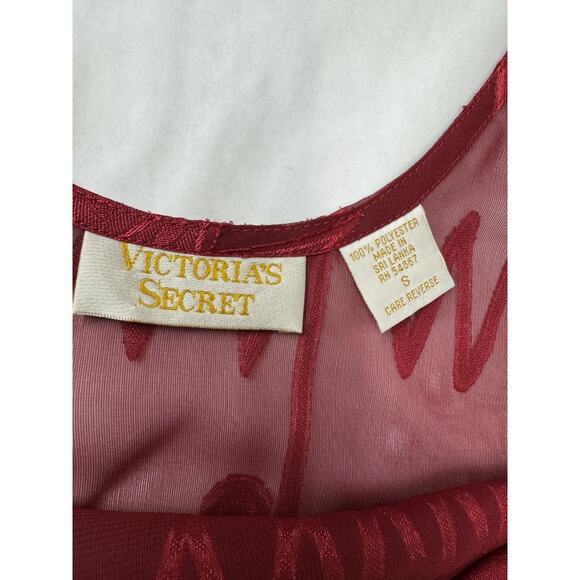 VICTORIA'S
SECRET
100% POLYESTER
MADE IN
SRI LANKA
RN 54867
S
CARE REVERSE